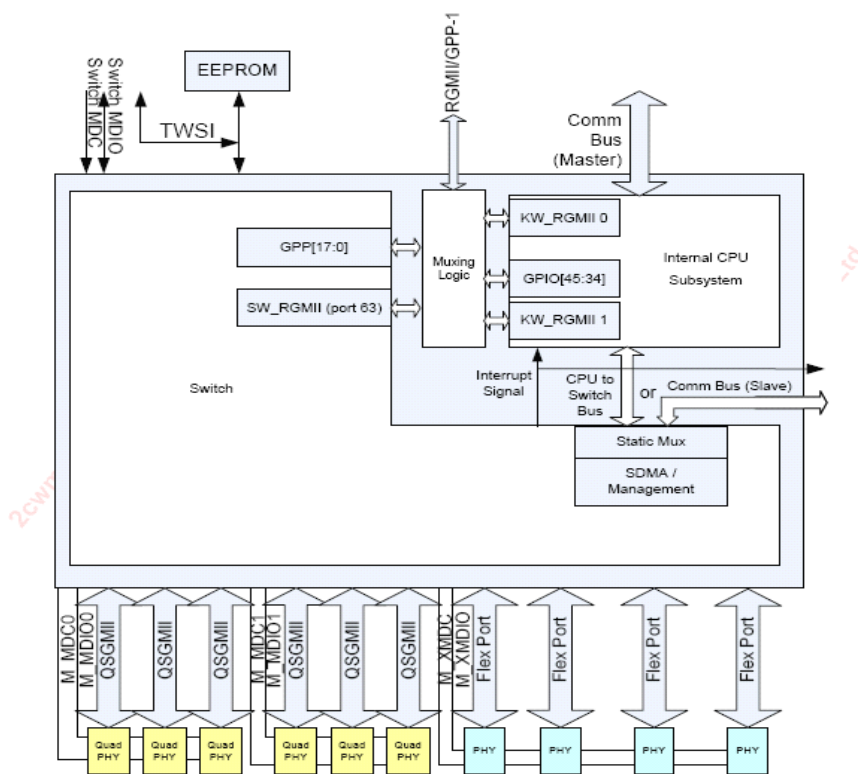 Switch MDC
Switch MDIO
TWSI
EEPROM
RGMII/GPP-1
Comm
Bus
(Master)
GPP[17:0]
SW_RGMII (port 63)
Muxing
Logic
KW_RGMII 0
GPIO[45:34]
KW_RGMII 1
Internal CPU
Subsystem
Switch
Interrupt
Signal
CPU to
Switch
Bus
or
Comm Bus (Slave)
Static Mux
SDMA /
Management
M_MDC0
M_MDIO0
QSGMII
QSGMII
QSGMII
M_MDC1
M_MDIO1
QSGMII
QSGMII
QSGMII
M_XMDC
M_XMDIO
Flex Port
Flex Port
Flex Port
Flex Port
Quad
PHY
Quad
PHY
Quad
PHY
Quad
PHY
Quad
PHY
Quad
PHY
PHY
PHY
PHY
PHY